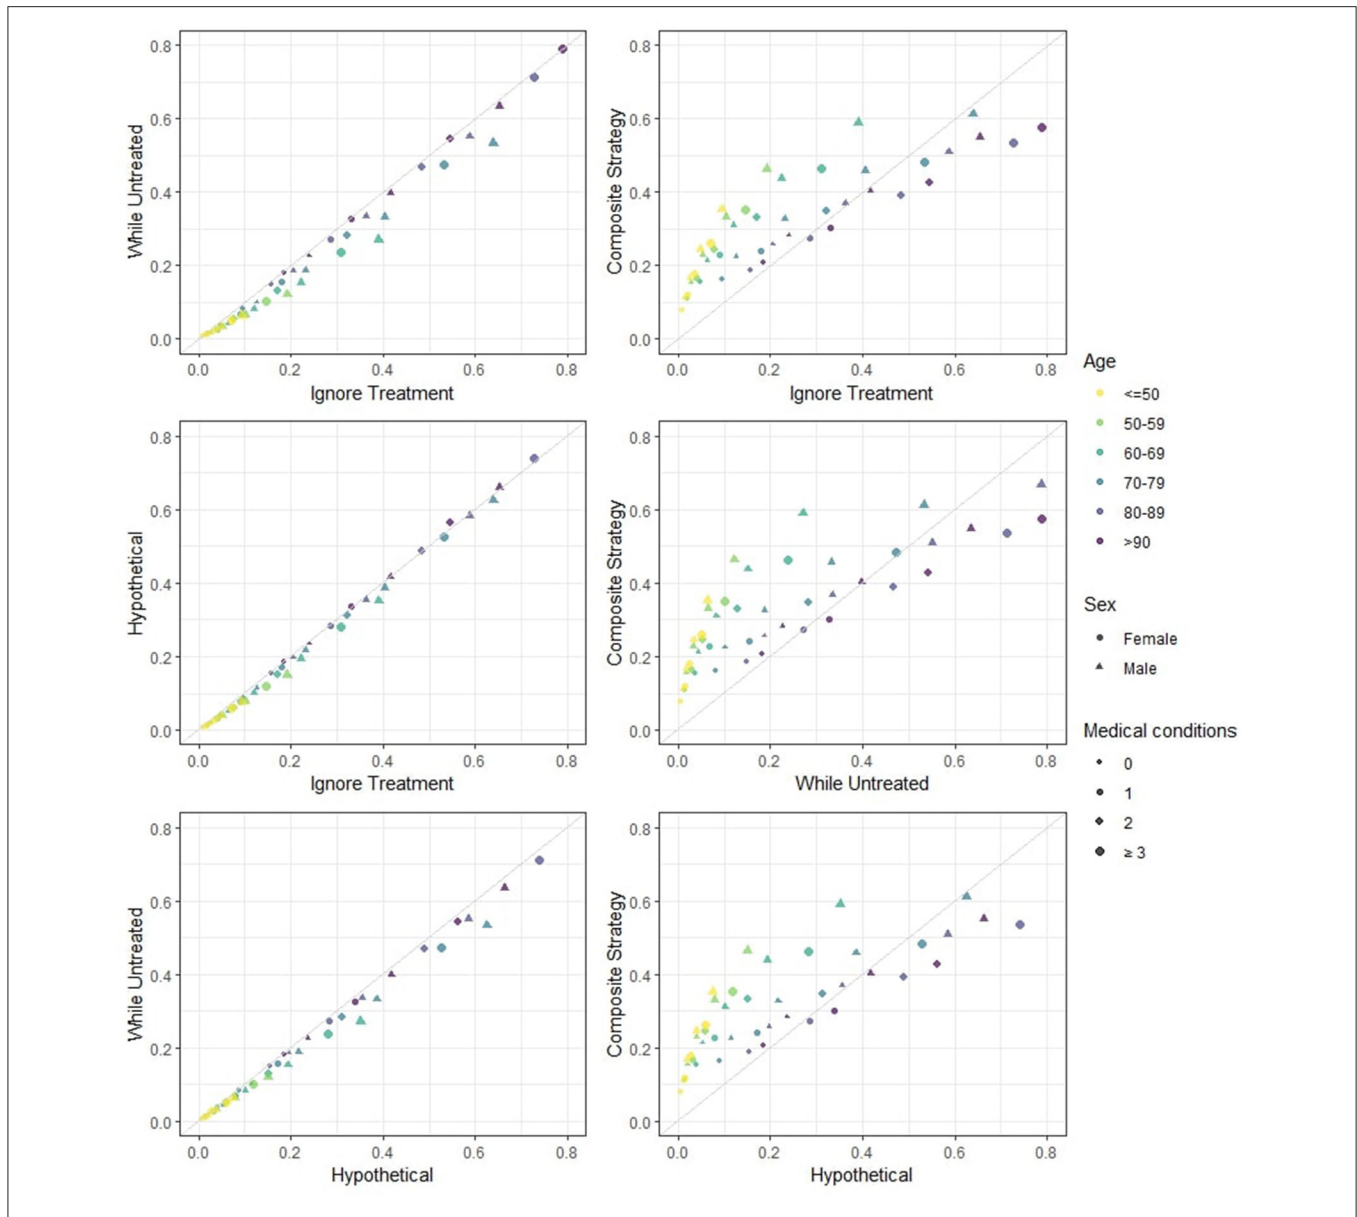 0.8
0.6
0.4
0.2
0.0
While Untreated
0.0 0.2 0.4 0.6 0.8
Ignore Treatment
0.8
0.6
0.4
0.2
0.0
Composite Strategy
0.0 0.2 0.4 0.6 0.8
Ignore Treatment
0.8
0.6
0.4
0.2
0.0
Hypothetical
0.0 0.2 0.4 0.6 0.8
Ignore Treatment
0.8
0.6
0.4
0.2
0.0
Composite Strategy
0.0 0.2 0.4 0.6 0.8
While Untreated
0.8
0.6
0.4
0.2
0.0
While Untreated
0.0 0.2 0.4 0.6 0.8
Hypothetical
0.8
0.6
0.4
0.2
0.0
Composite Strategy
0.0 0.2 0.4 0.6 0.8
Hypothetical
Age
<=50
50-59
60-69
70-79
80-89
>90
Sex
Female
Male
Medical conditions
0
1
2
≥ 3